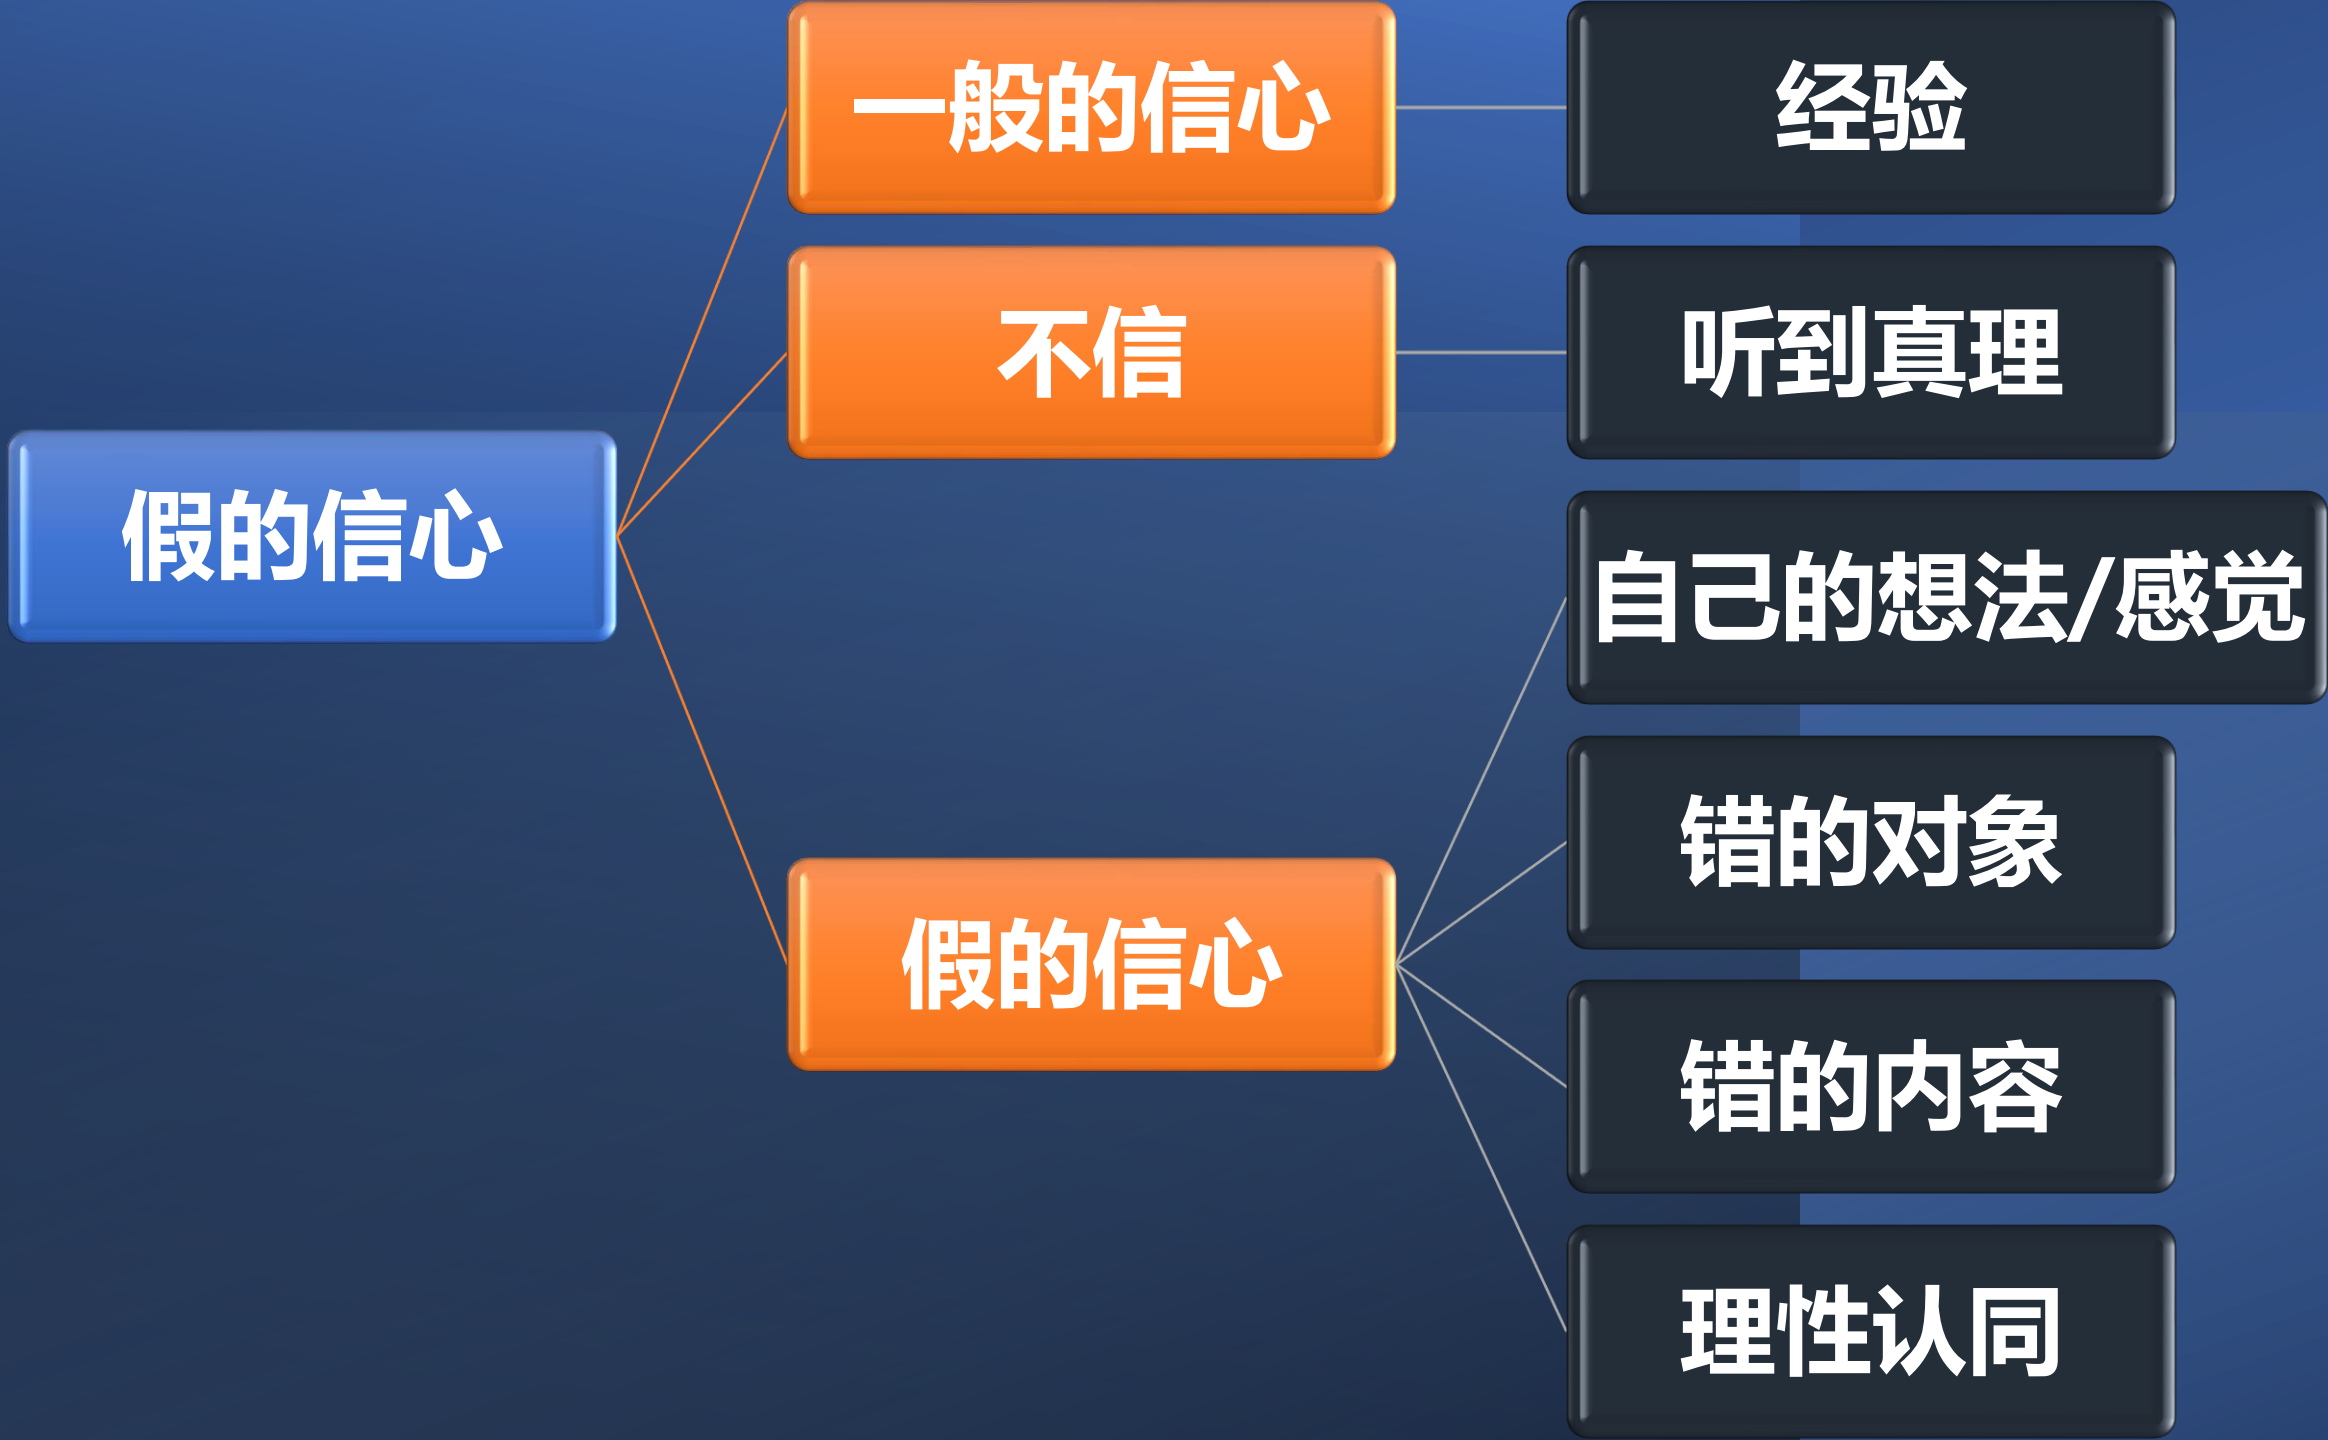 假的信心
一般的信心
经验
不信
听到真理
假的信心
自己的想法/感觉
错的对象
错的内容
理性认同